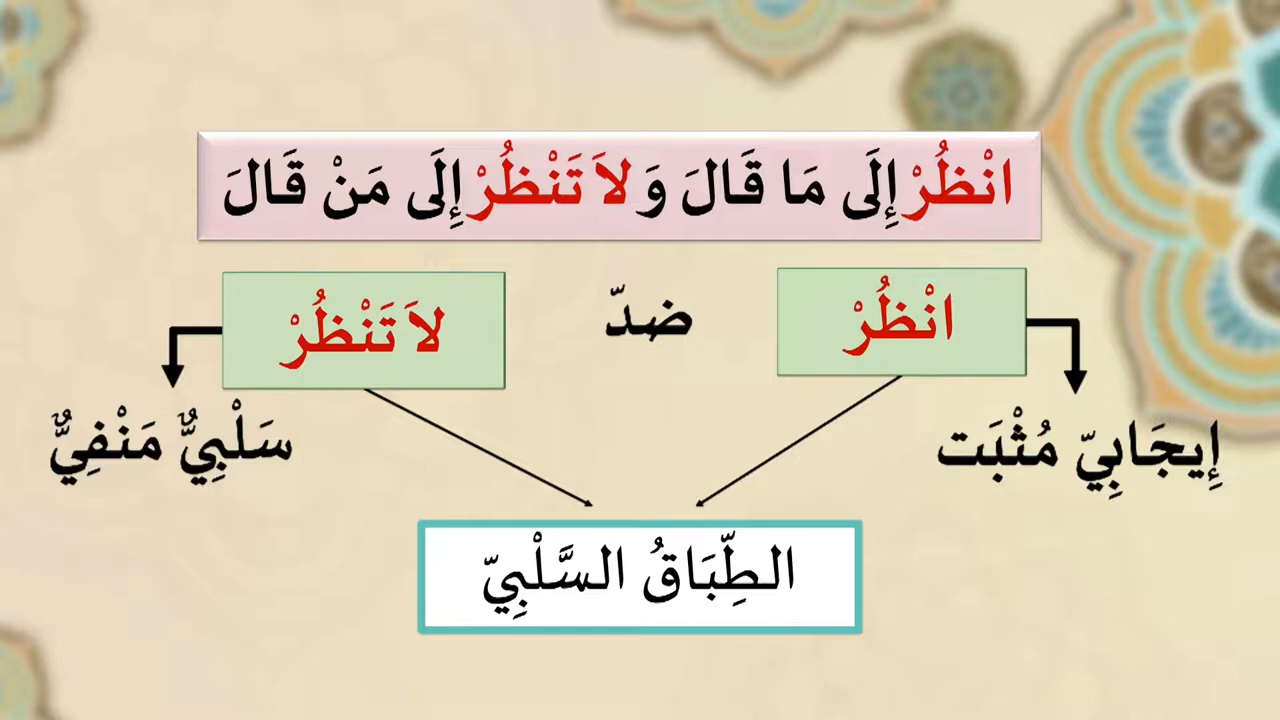 انْظُرْ إِلَى مَا قَالَ وَلاَ تَنْظُرْ إِلَى مَنْ قَالَ
انْظُرْ ضدّ لاَ تَنْظُرْ
إِيجَابِيّ مُثْبَت سَلْبِيٌّ مَنْفِيٌّ
الطِّبَاقُ السَّلْبِيّ